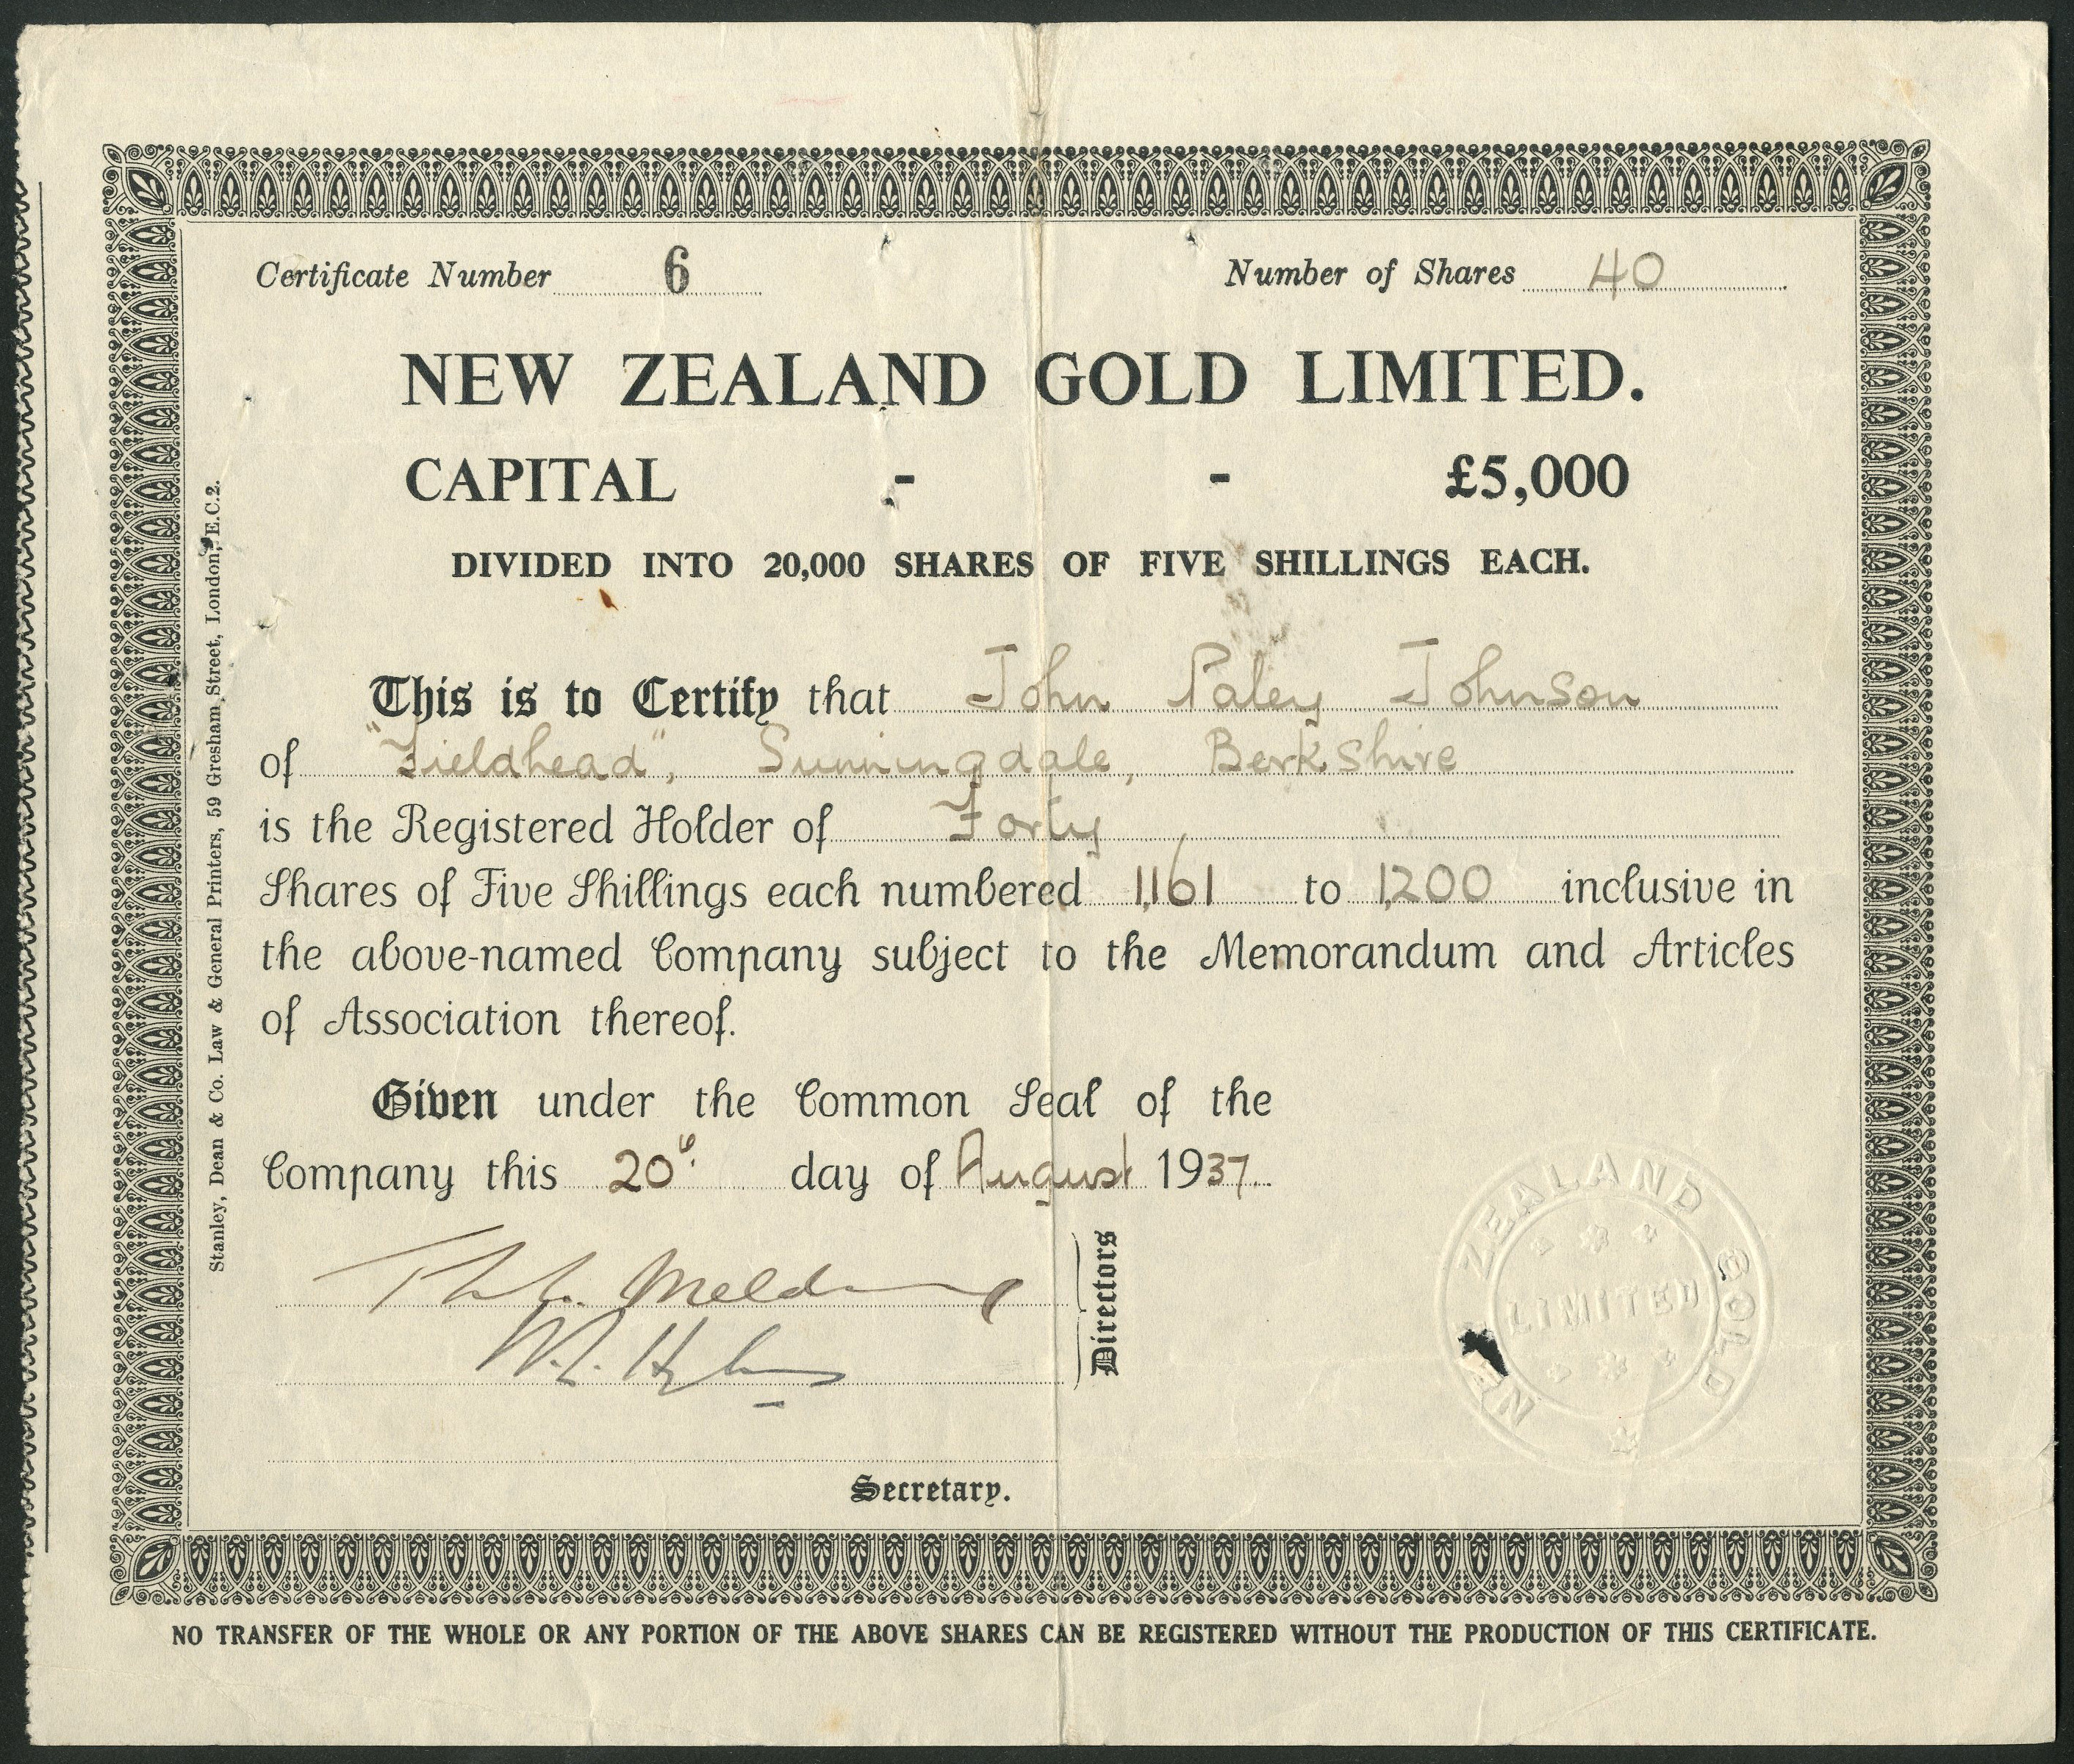 Certificate Number 6 Number of Shares 40
NEW ZEALAND GOLD LIMITED.
CAPITAL - - £5,000
DIVIDED INTO 20,000 SHARES OF FIVE SHILLINGS EACH.
This is to Certify that John Paley Johnson
of "Fieldhead", Sunningdale, Berkshire
is the Registered Holder of Forty
Shares of Five Shillings each numbered 1,161 to 1,200 inclusive in
the above-named Company subject to the Memorandum and Articles
of Association thereof.
Given under the Common Seal of the
Company this 20th day of August 1937
Directors
Secretary.
NEW ZEALAND GOLD
LIMITED
Stanley, Dean & Co. Law & General Printers, 59 Gresham Street, London, E.C.2.
NO TRANSFER OF THE WHOLE OR ANY PORTION OF THE ABOVE SHARES CAN BE REGISTERED WITHOUT THE PRODUCTION OF THIS CERTIFICATE.